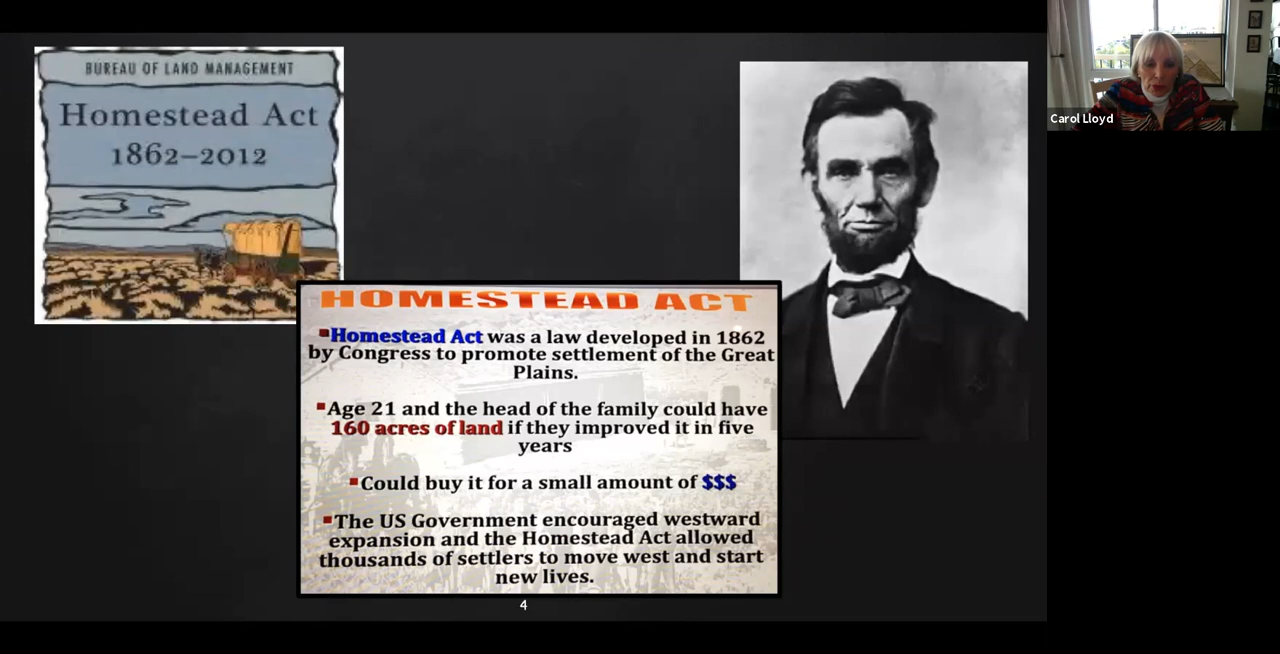 BUREAU OF LAND MANAGEMENT
Homestead Act
1862–2012
Carol Lloyd
HOMESTEAD ACT
▪Homestead Act was a law developed in 1862
by Congress to promote settlement of the Great
Plains.
▪Age 21 and the head of the family could have
160 acres of land if they improved it in five
years
▪Could buy it for a small amount of $$$
▪The US Government encouraged westward
expansion and the Homestead Act allowed
thousands of settlers to move west and start
new lives.
4